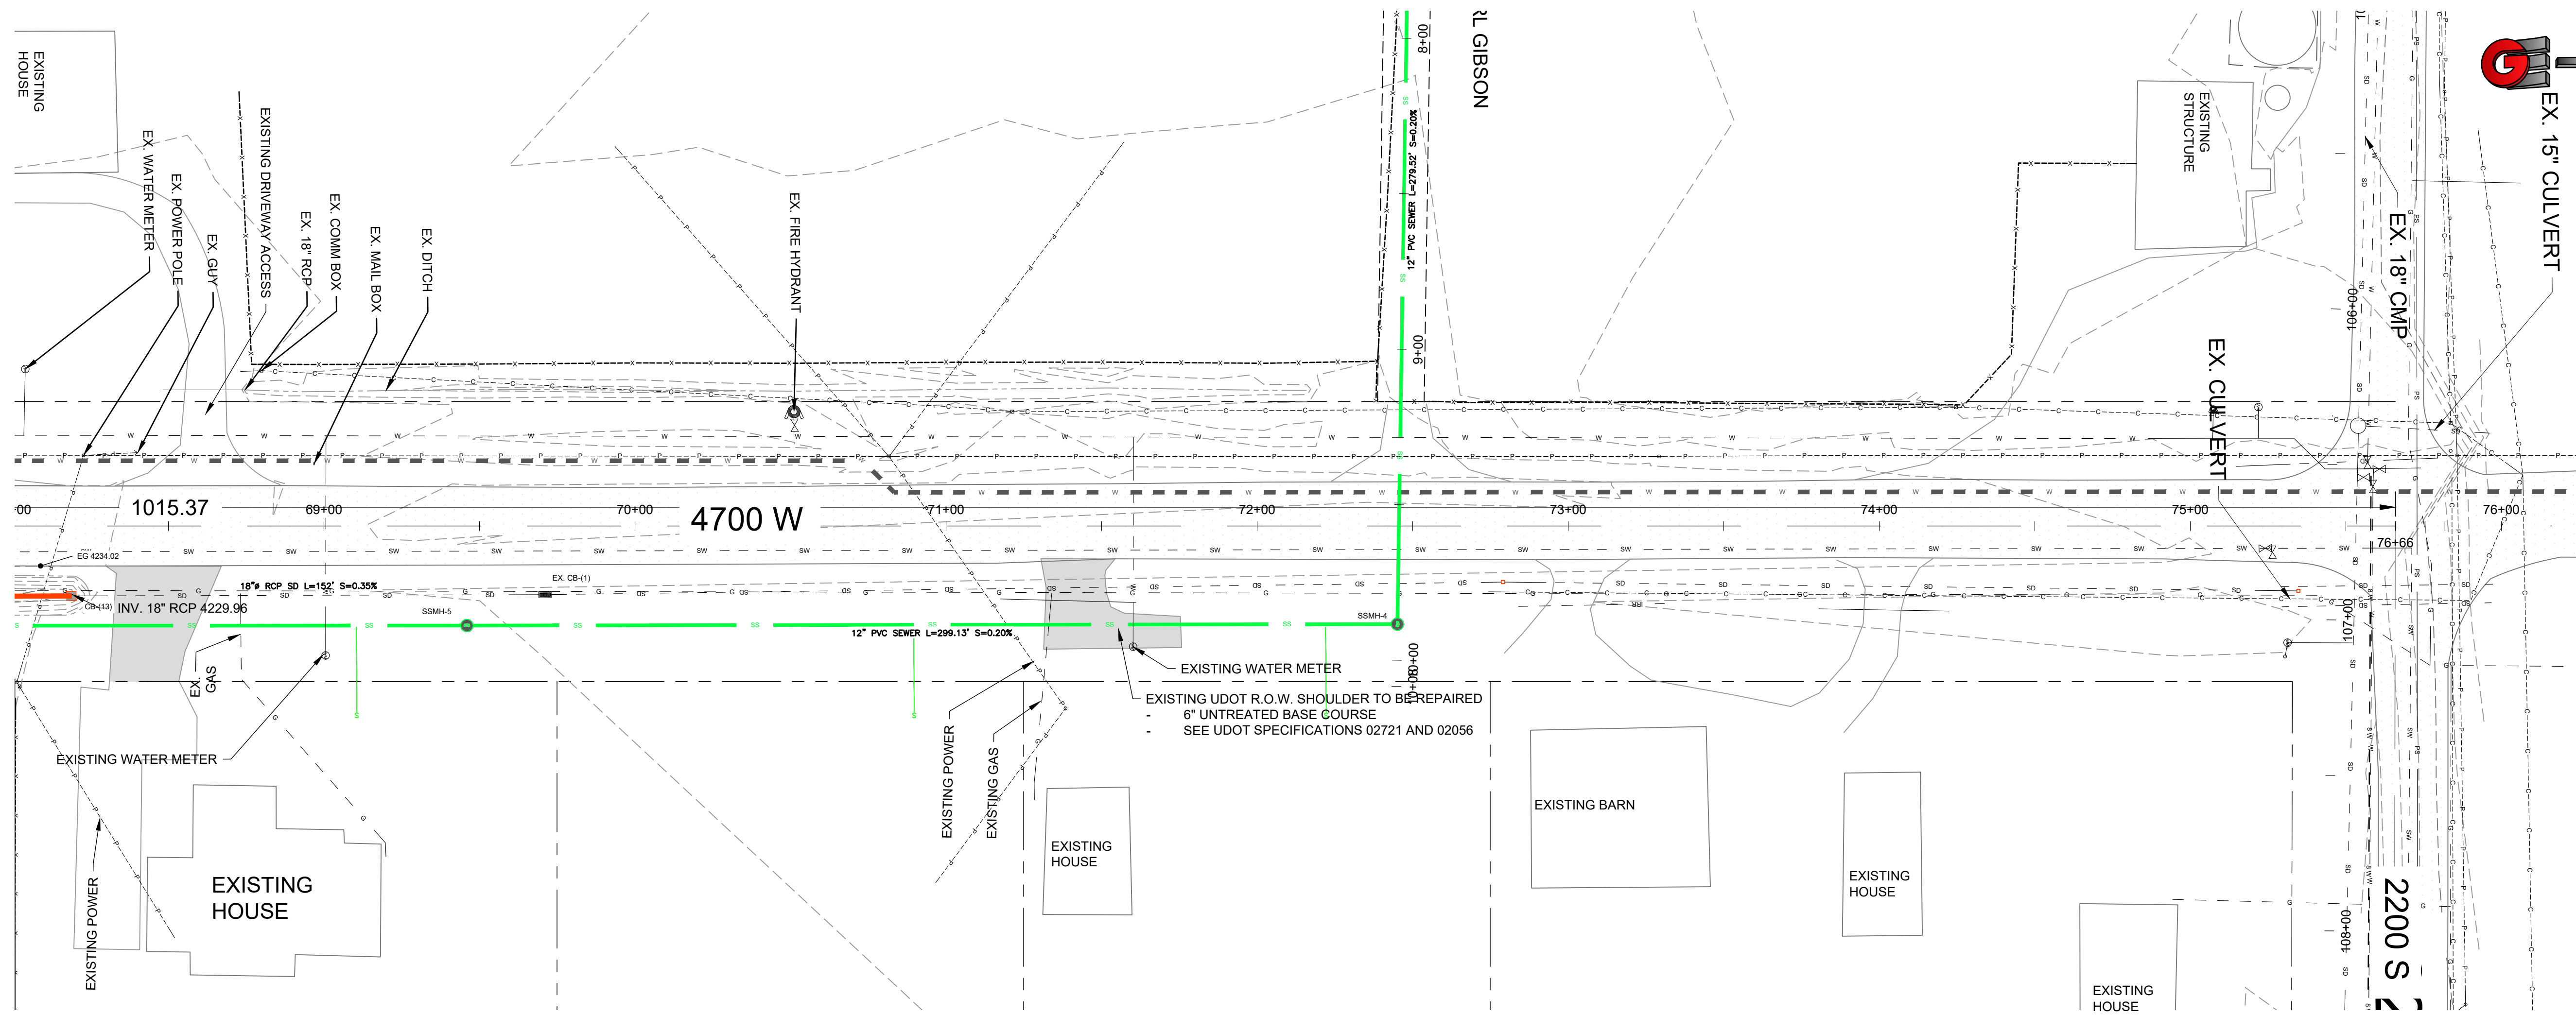 EXISTING
HOUSE
EX. WATER METER
EX. POWER POLE
EX. GUY
EXISTING DRIVEWAY ACCESS
EX. 18" RCP
EX. COMM BOX
EX. MAIL BOX
EX. DITCH
EX. FIRE HYDRANT
12" PVC SEWER L=279.52' S=0.20%
8+00
9+00
GIBSON
EXISTING
STRUCTURE
EX. 15" CULVERT
EX. 18" CMP
EX. CULVERT
106+00
1015.37
69+00
70+00
4700 W
71+00
72+00
73+00
74+00
75+00
76+00
76+66
EG 4234.02
18"ø RCP SD L=152' S=0.35%
EX. CB-(1)
CB-(13)
INV. 18" RCP 4229.96
SSMH-5
12" PVC SEWER L=299.13' S=0.20%
SSMH-4
107+00
EX.
GAS
EXISTING WATER METER
EXISTING UDOT R.O.W. SHOULDER TO BE REPAIRED
- 6" UNTREATED BASE COURSE
- SEE UDOT SPECIFICATIONS 02721 AND 02056
EXISTING WATER METER
EXISTING POWER
EXISTING GAS
EXISTING POWER
EXISTING
HOUSE
EXISTING
HOUSE
EXISTING BARN
EXISTING
HOUSE
EXISTING
HOUSE
108+00
2200 S